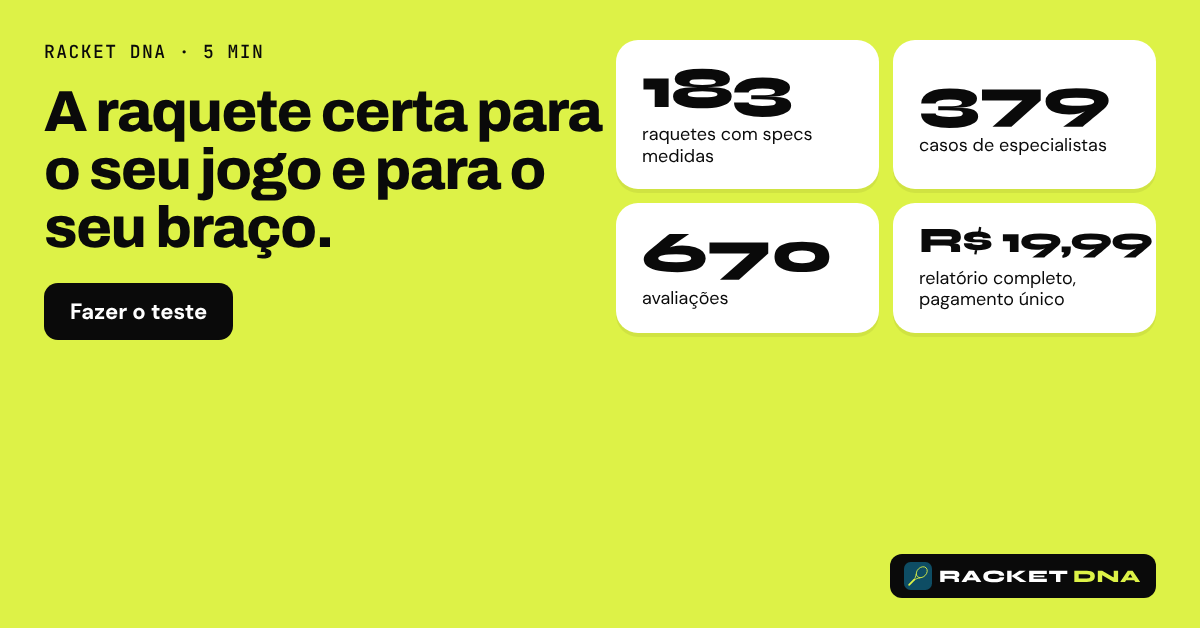 RACKET DNA · 5 MIN
A raquete certa para
o seu jogo e para o
seu braço.
Fazer o teste
183
raquetes com specs
medidas
379
casos de especialistas
670
avaliações
R$ 19,99
relatório completo,
pagamento único
RACKET DNA